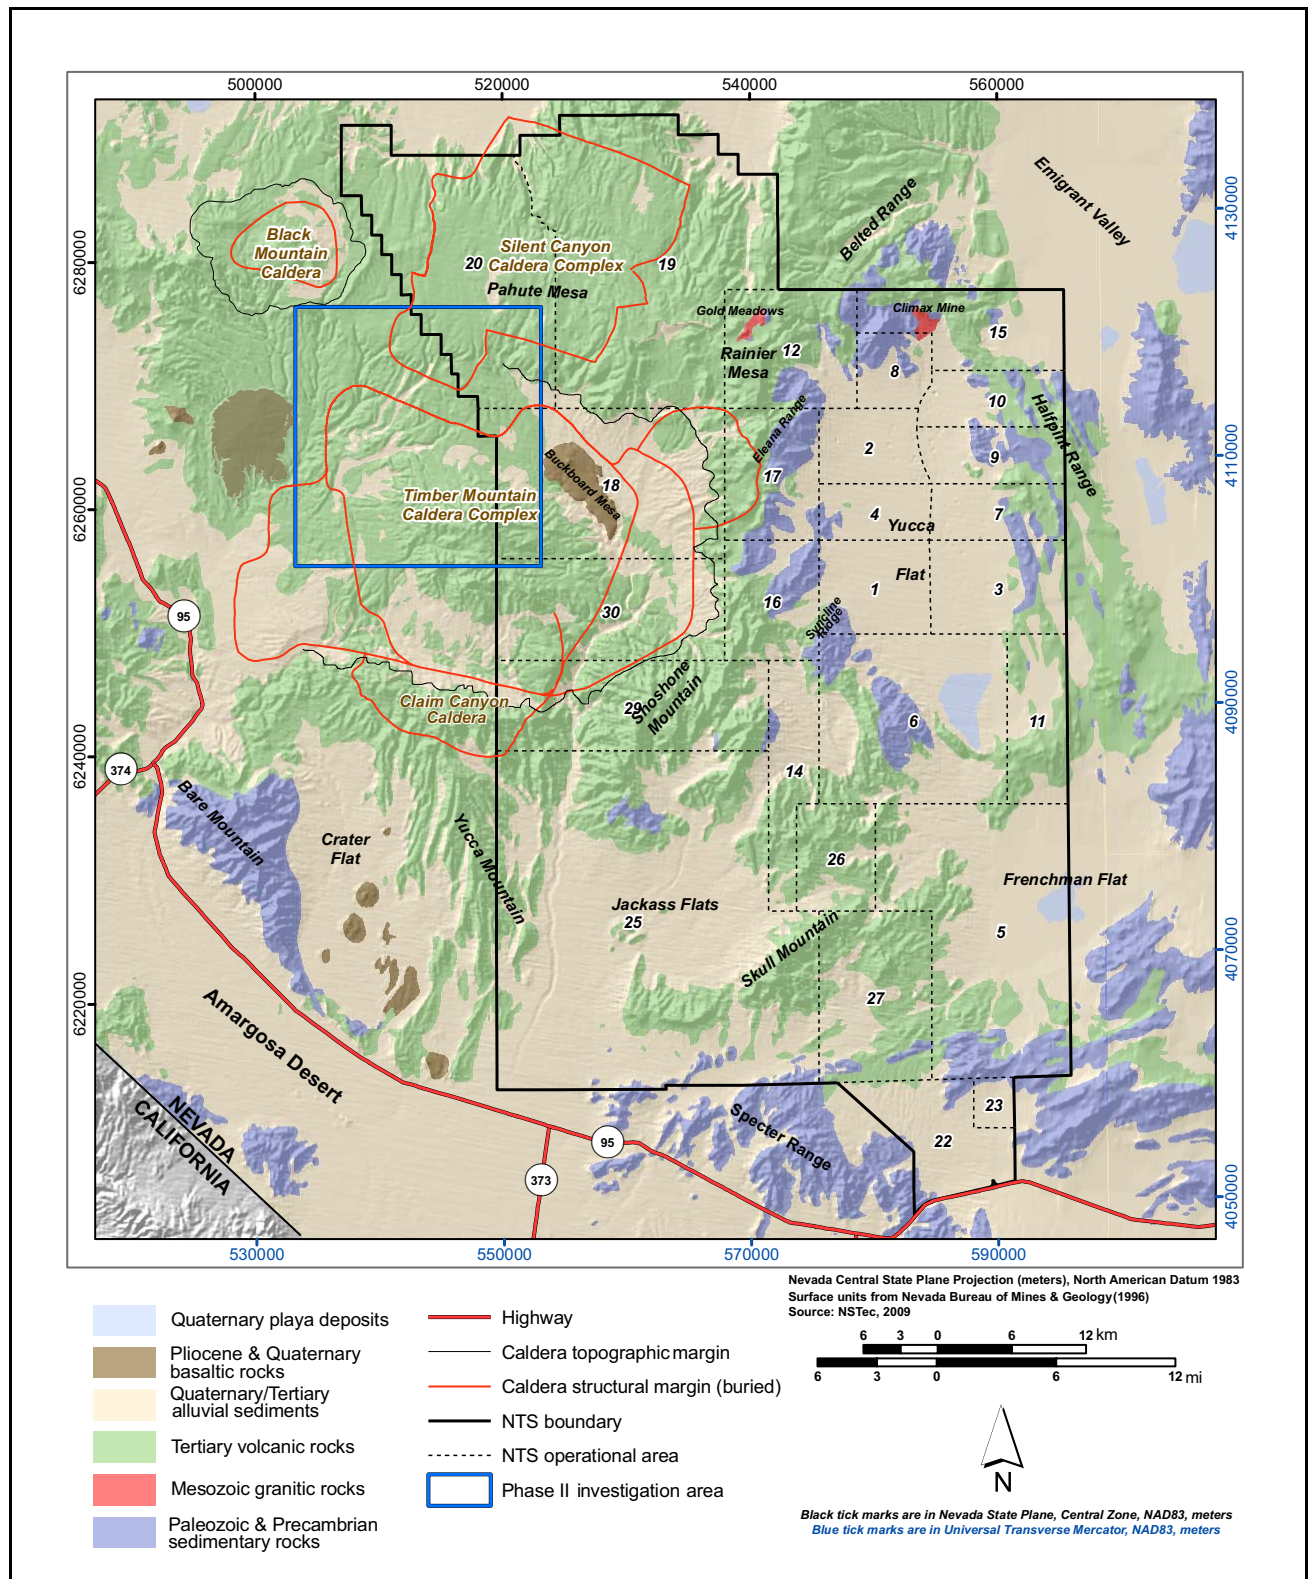 500000
520000
540000
560000
6280000
6260000
6240000
6220000
4130000
4110000
4090000
4070000
4050000
530000
550000
570000
590000
Emigrant Valley
Belted Range
Black
Mountain
Caldera
Silent Canyon
Caldera Complex
20
19
Pahute Mesa
Gold Meadows
Climax Mine
15
Rainier
Mesa
12
8
10
Halfpint Range
Eleana Range
2
9
17
Buckboard Mesa
18
Timber Mountain
Caldera Complex
4
Yucca
7
Flat
1
3
16
Syncline
Ridge
30
95
Shoshone
Mountain
29
Claim Canyon
Caldera
6
11
374
14
Bare Mountain
Crater
Flat
Yucca Mountain
26
Frenchman Flat
Jackass Flats
25
5
Skull Mountain
27
Amargosa Desert
NEVADA
CALIFORNIA
23
22
Specter Range
95
373
Nevada Central State Plane Projection (meters), North American Datum 1983
Surface units from Nevada Bureau of Mines & Geology(1996)
Source: NSTec, 2009
6 3 0 6 12 km
6 3 0 6 12 mi
N
Black tick marks are in Nevada State Plane, Central Zone, NAD83, meters
Blue tick marks are in Universal Transverse Mercator, NAD83, meters
Quaternary playa deposits
Pliocene & Quaternary
basaltic rocks
Quaternary/Tertiary
alluvial sediments
Tertiary volcanic rocks
Mesozoic granitic rocks
Paleozoic & Precambrian
sedimentary rocks
Highway
Caldera topographic margin
Caldera structural margin (buried)
NTS boundary
NTS operational area
Phase II investigation area